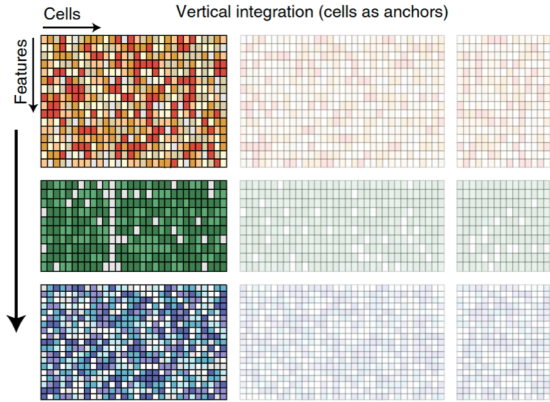 Cells
Vertical integration (cells as anchors)
Features